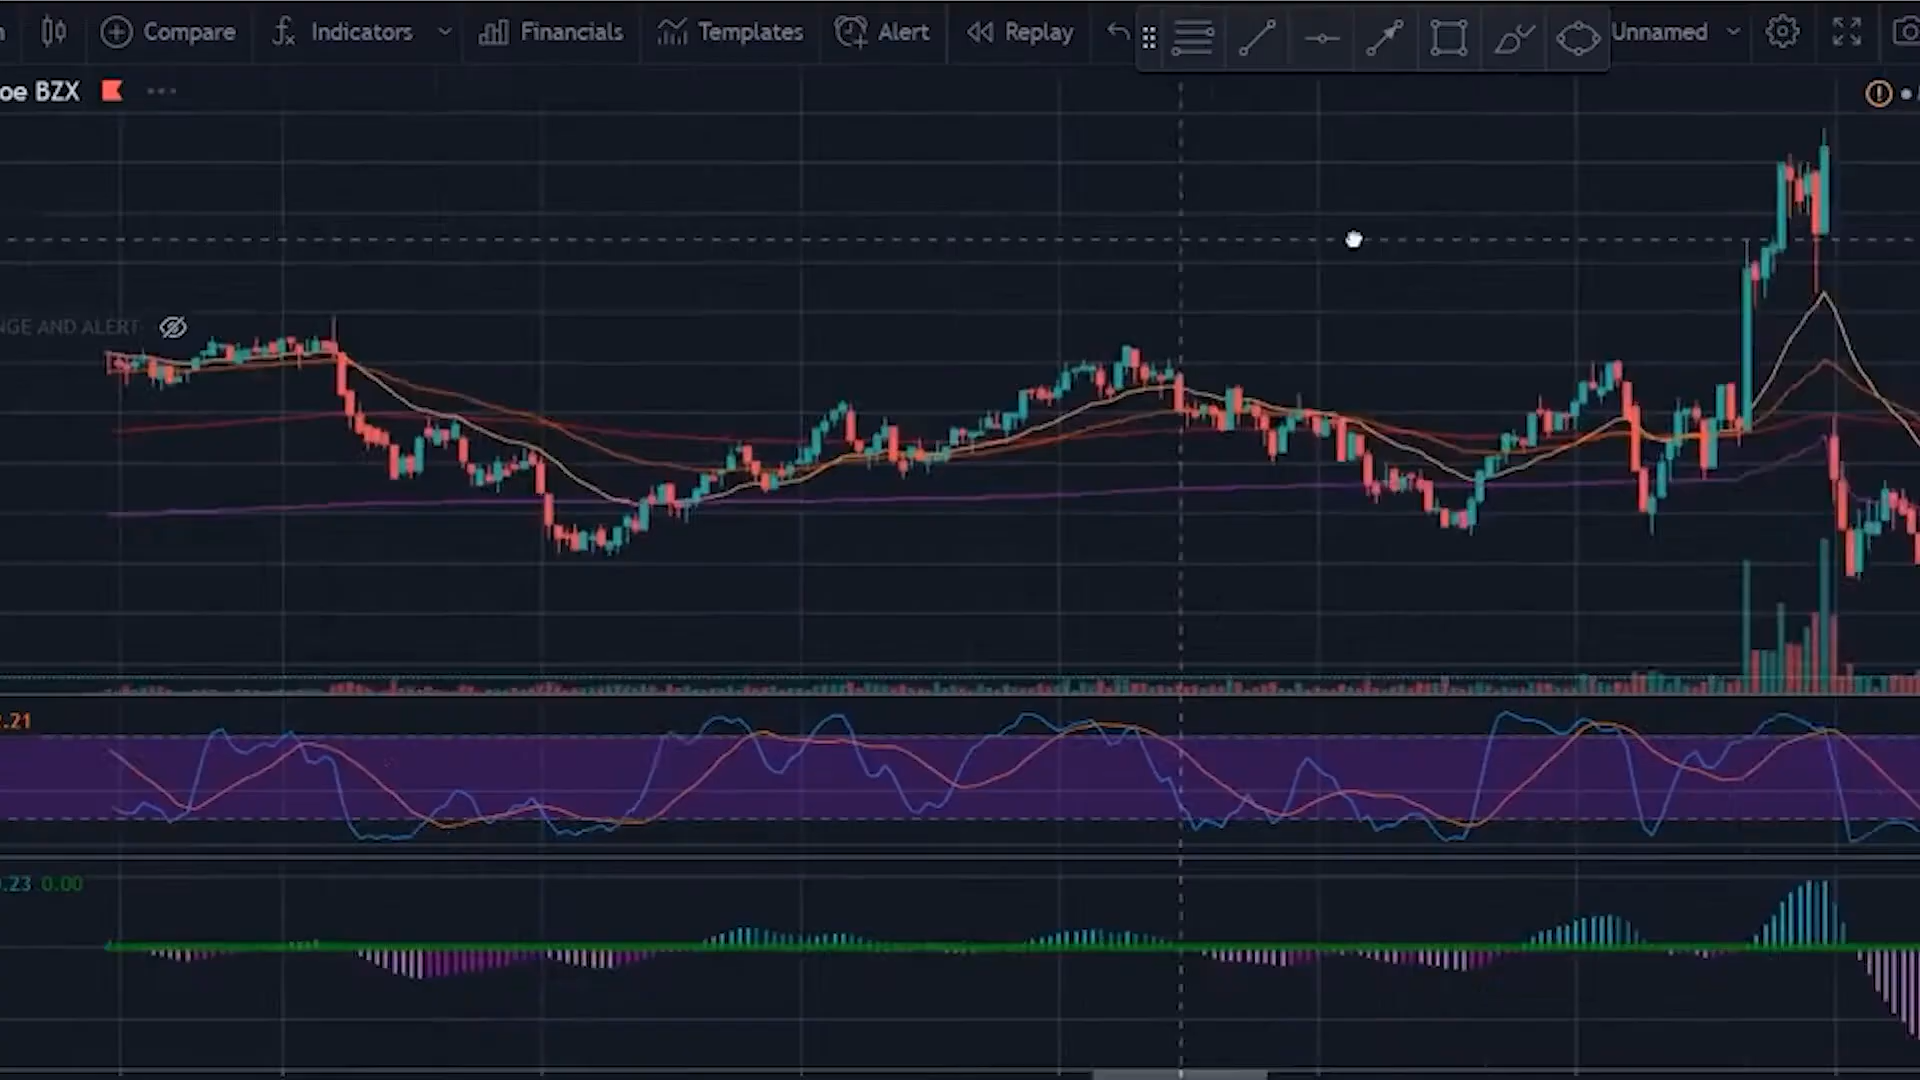 Compare Indicators Financials Templates Alert Replay Unnamed
oe BZX
NGE AND ALERT
.21
.23 0.00